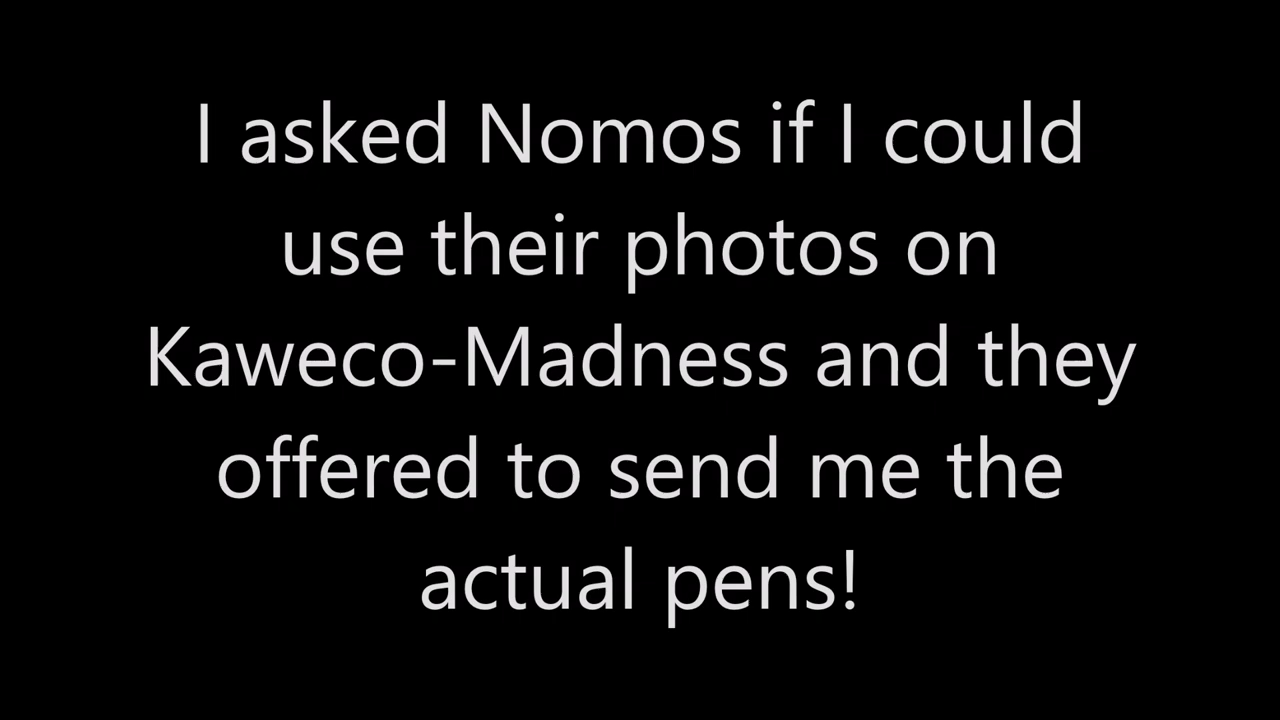 I asked Nomos if I could
use their photos on
Kaweco-Madness and they
offered to send me the
actual pens!